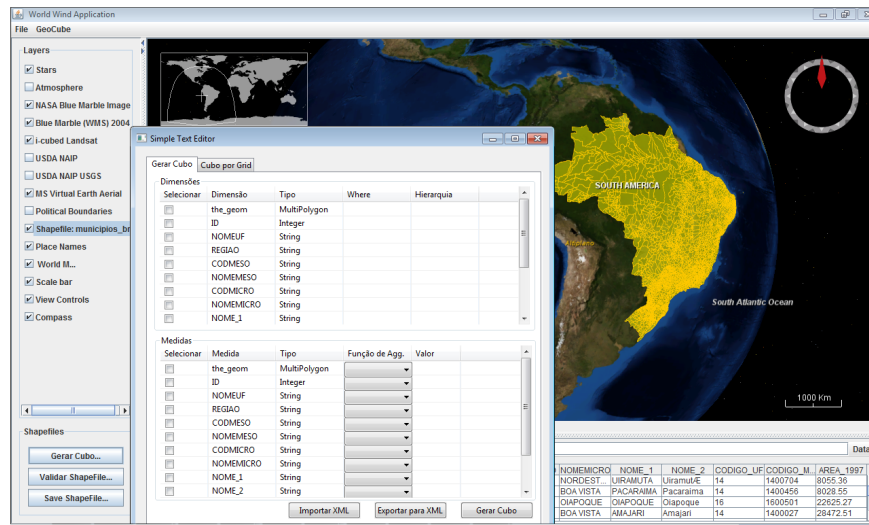 World Wind Application
File GeoCube
Layers
Stars
Atmosphere
NASA Blue Marble Image
Blue Marble (WMS) 2004
i-cubed Landsat
USDA NAIP
USDA NAIP USGS
MS Virtual Earth Aerial
Political Boundaries
Shapefile: municipios_br
Place Names
World M...
Scale bar
View Controls
Compass
Shapefiles
Gerar Cubo...
Validar ShapeFile...
Save ShapeFile...
Simple Text Editor
Gerar Cubo Cubo por Grid
Dimensões
Selecionar Dimensão Tipo Where Hierarquia
the_geom MultiPolygon
ID Integer
NOMEUF String
REGIAO String
CODMESO String
NOMEMESO String
CODMICRO String
NOMEMICRO String
NOME_1 String
Medidas
Selecionar Medida Tipo Função de Agg. Valor
the_geom MultiPolygon
ID Integer
NOMEUF String
REGIAO String
CODMESO String
NOMEMESO String
CODMICRO String
NOMEMICRO String
NOME_1 String
NOME_2 String
Importar XML Exportar para XML Gerar Cubo
SOUTH AMERICA
Altiplano
South Atlantic Ocean
1000 Km
Data
NOMEMICRO NOME_1 NOME_2 CODIGO_UF CODIGO_M... AREA_1997
NORDEST... UIRAMUTA UiramutÆ 14 1400704 8055.36
BOA VISTA PACARAIMA Pacaraima 14 1400456 8028.55
OIAPOQUE OIAPOQUE Oiapoque 16 1600501 22625.27
BOA VISTA AMAJARI Amajari 14 1400027 28472.51